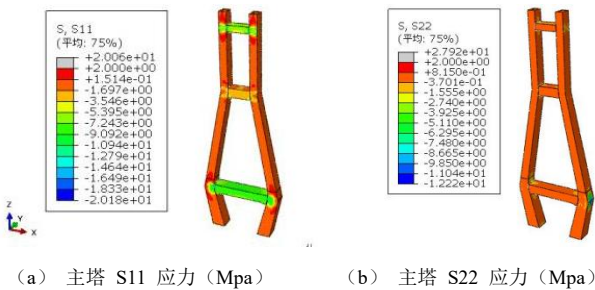 S, S11
(平均: 75%)
+2.006e+01
+2.000e+00
+1.514e-01
-1.697e+00
-3.546e+00
-5.395e+00
-7.243e+00
-9.092e+00
-1.094e+01
-1.279e+01
-1.464e+01
-1.649e+01
-1.833e+01
-2.018e+01
Z
Y
X
S, S22
(平均: 75%)
+2.792e+01
+2.000e+00
+8.150e-01
-3.701e-01
-1.555e+00
-2.740e+00
-3.925e+00
-5.110e+00
-6.295e+00
-7.480e+00
-8.665e+00
-9.850e+00
-1.104e+01
-1.222e+01
（a） 主塔 S11 应力（Mpa）
（b） 主塔 S22 应力（Mpa）